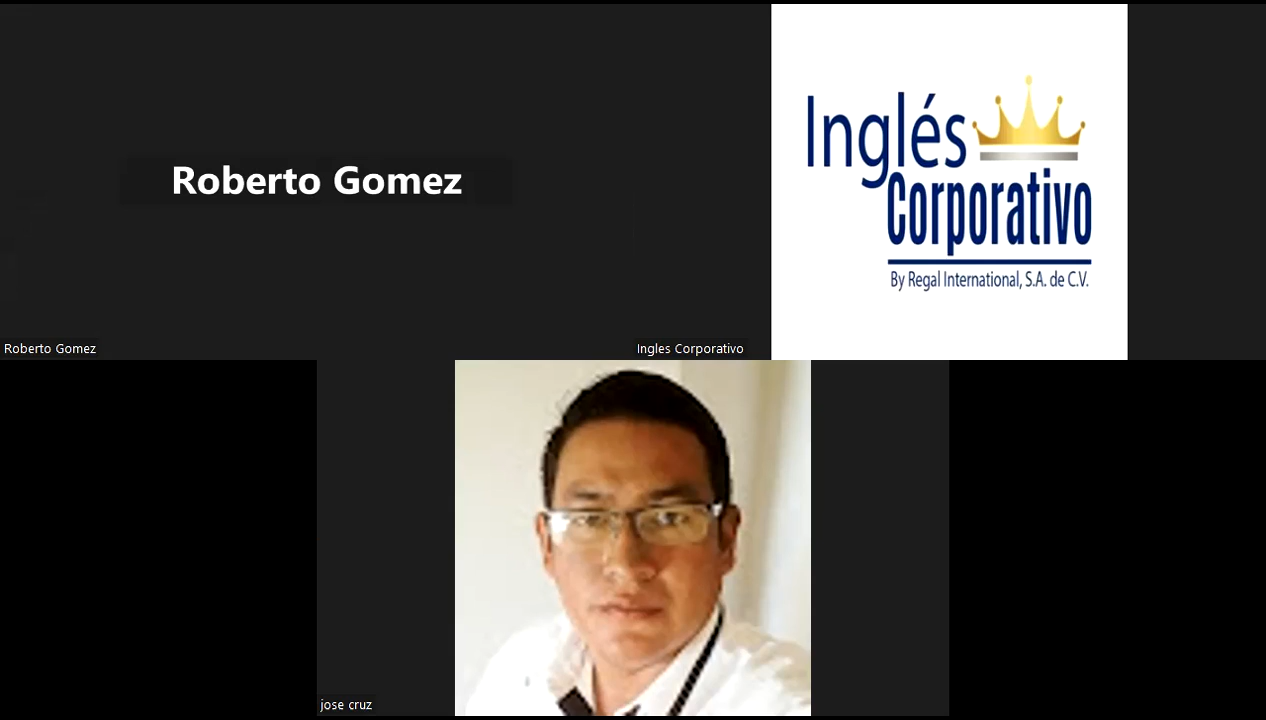 Roberto Gomez
Inglés
Corporativo
By Regal International, S.A. de C.V.
Roberto Gomez
Ingles Corporativo
jose cruz